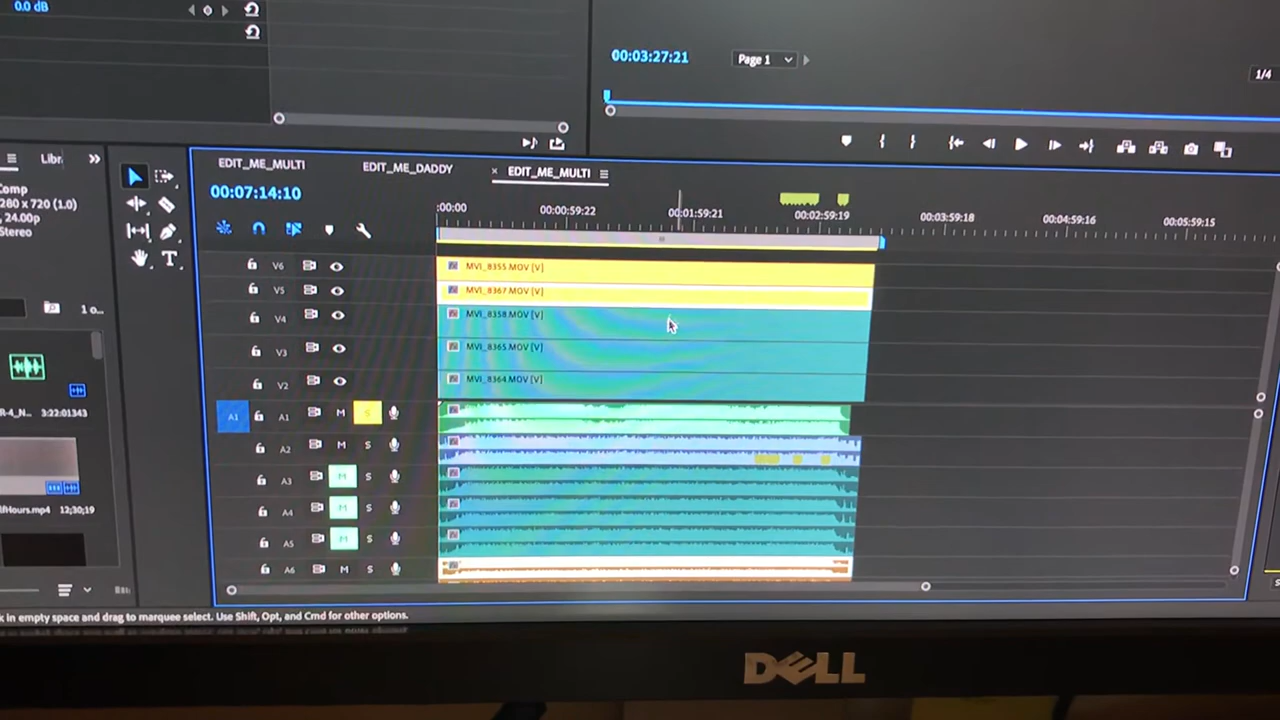 0.0 dB
00:03:27:21
Page 1
1/4
Libr
Comp
280 x 720 (1.0)
, 24.00p
Stereo
EDIT_ME_MULTI
EDIT_ME_DADDY
× EDIT_ME_MULTI
00:07:14:10
:00:00
00:00:59:22
00:01:59:21
00:02:59:19
00:03:59:18
00:04:59:16
00:05:59:15
V6 MVI_8355.MOV [V]
V5 MVI_8367.MOV [V]
V4 MVI_8358.MOV [V]
V3 MVI_8365.MOV [V]
V2 MVI_8364.MOV [V]
1 o...
R-4_N... 3:22:01343
A1 A1 M S
A2 M S
A3 M S
A4 M S
A5 M S
A6 M S
lfHours.mp4 12;30;19
k in empty space and drag to marquee select. Use Shift, Opt, and Cmd for other options.
DELL